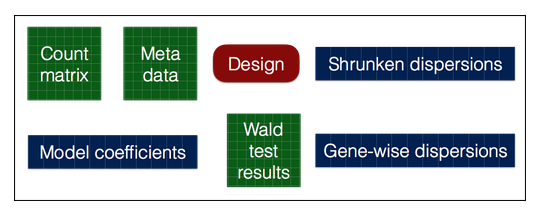 Count
matrix
Meta
data
Design
Shrunken dispersions
Model coefficients
Wald
test
results
Gene-wise dispersions